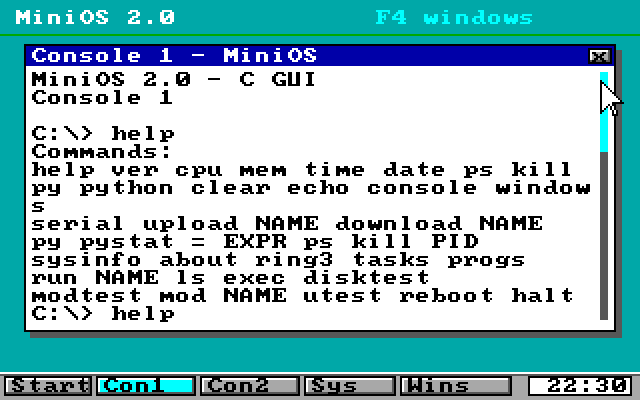 MiniOS 2.0 F4 windows
Console 1 - MiniOS
MiniOS 2.0 - C GUI
Console 1
C:\> help
Commands:
help ver cpu mem time date ps kill
py python clear echo console window
s
serial upload NAME download NAME
py pystat = EXPR ps kill PID
sysinfo about ring3 tasks progs
run NAME ls exec disktest
modtest mod NAME utest reboot halt
C:\> help
Start Con1 Con2 Sys Wins 22:30